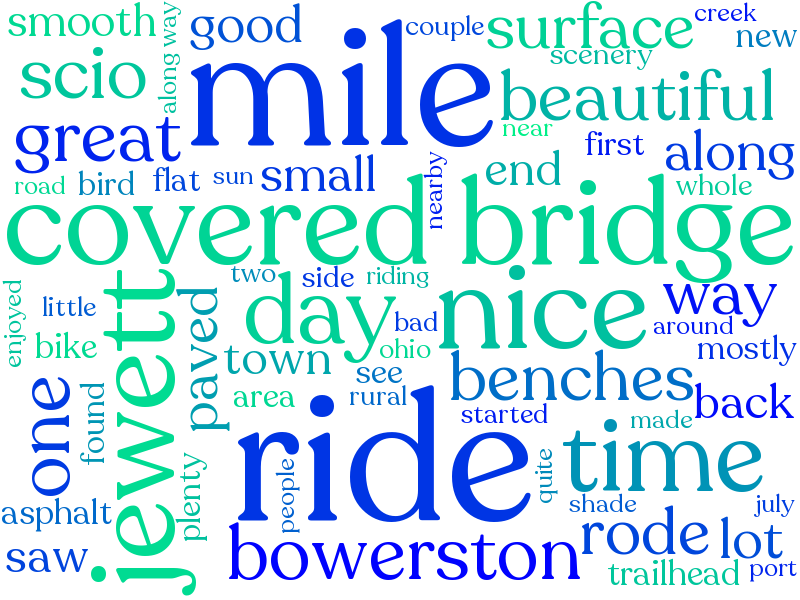 smooth
along way
good
couple
surface
creek
new
scio
mile
scenery
beautiful
great
near
first
along
road
bird
flat
sun
small
nearby
end
whole
covered bridge
enjoyed
little
bike
jewett
paved
two
side
riding
day
bad
nice
way
around
mostly
town
ohio
see
rural
area
benches
back
one
found
started
made
ride
time
plenty
people
quite
asphalt
shade
july
saw
bowerston
rode
lot
trailhead
port